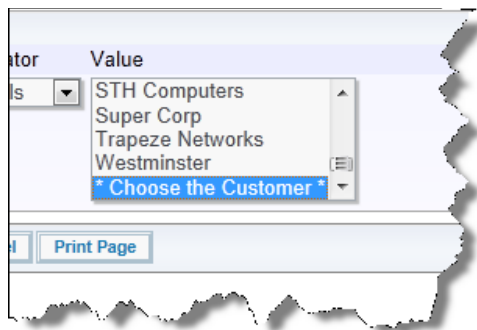 ator Value
ls STH Computers
Super Corp
Trapeze Networks
Westminster
* Choose the Customer *
el Print Page